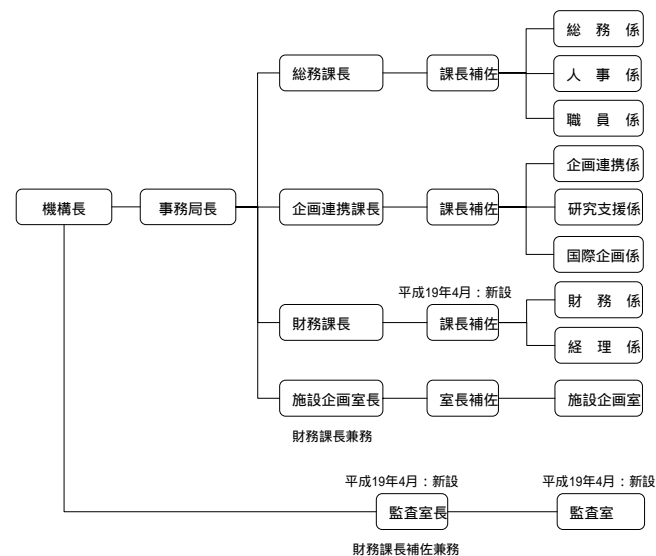 総 務 係
総務課長
課長補佐
人 事 係
職 員 係
企画連携係
機構長
事務局長
企画連携課長
課長補佐
研究支援係
国際企画係
平成19年4月：新設
財 務 係
財務課長
課長補佐
経 理 係
施設企画室長
室長補佐
施設企画室
財務課長兼務
平成19年4月：新設
平成19年4月：新設
監査室長
監査室
財務課長補佐兼務